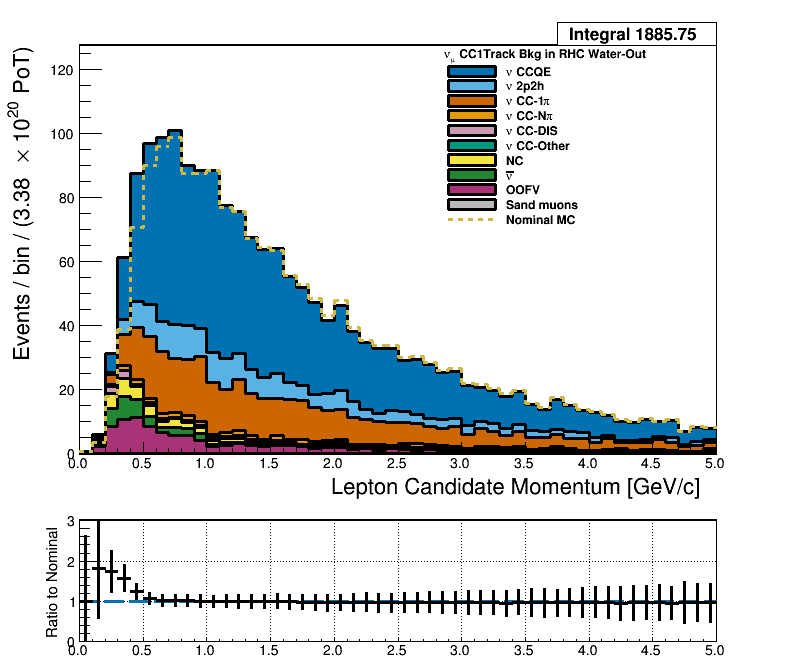 Integral 1885.75
νμ CC1Track Bkg in RHC Water-Out
ν CCQE
ν 2p2h
ν CC-1π
ν CC-Nπ
ν CC-DIS
ν CC-Other
NC
ν̅
OOFV
Sand muons
Nominal MC
Events / bin / (3.38 × 10²⁰ PoT)
120
100
80
60
40
20
0
0.0 0.5 1.0 1.5 2.0 2.5 3.0 3.5 4.0 4.5 5.0
Lepton Candidate Momentum [GeV/c]
Ratio to Nominal
3
2
1
0
0.0 0.5 1.0 1.5 2.0 2.5 3.0 3.5 4.0 4.5 5.0